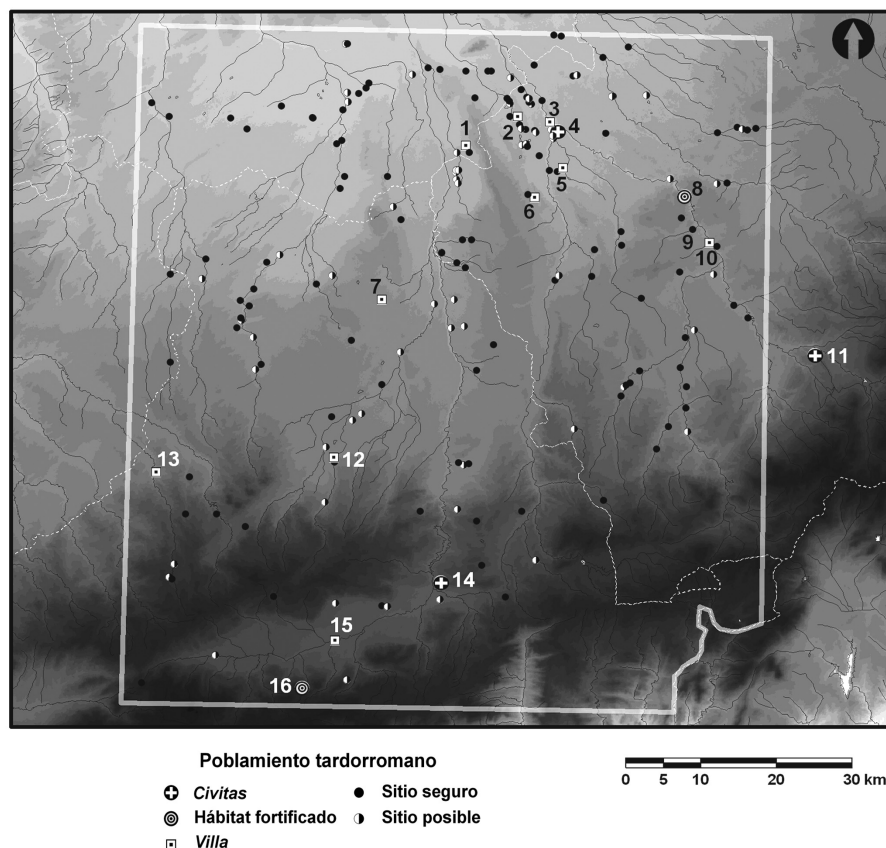 1
2
3
4
5
6
7
8
9
10
11
12
13
14
15
16
Poblamiento tardorromano
Civitas
Sitio seguro
Hábitat fortificado
Sitio posible
Villa
0 5 10 20 30 km